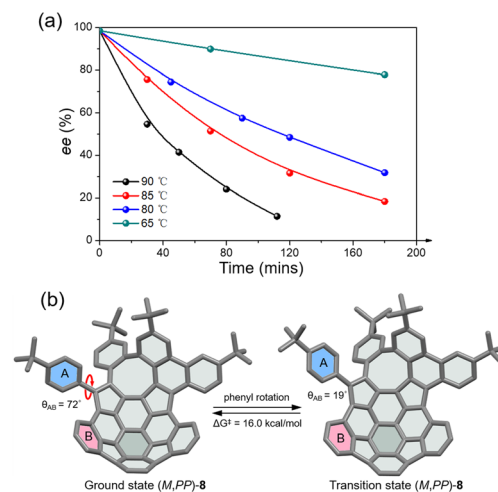 (a)
ee (%)
100
80
60
40
20
0
90 ℃
85 ℃
80 ℃
65 ℃
0 40 80 120 160 200
Time (mins)
(b)
A
θAB = 72°
B
phenyl rotation
ΔG‡ = 16.0 kcal/mol
A
θAB = 19°
B
Ground state (M,PP)-8
Transition state (M,PP)-8